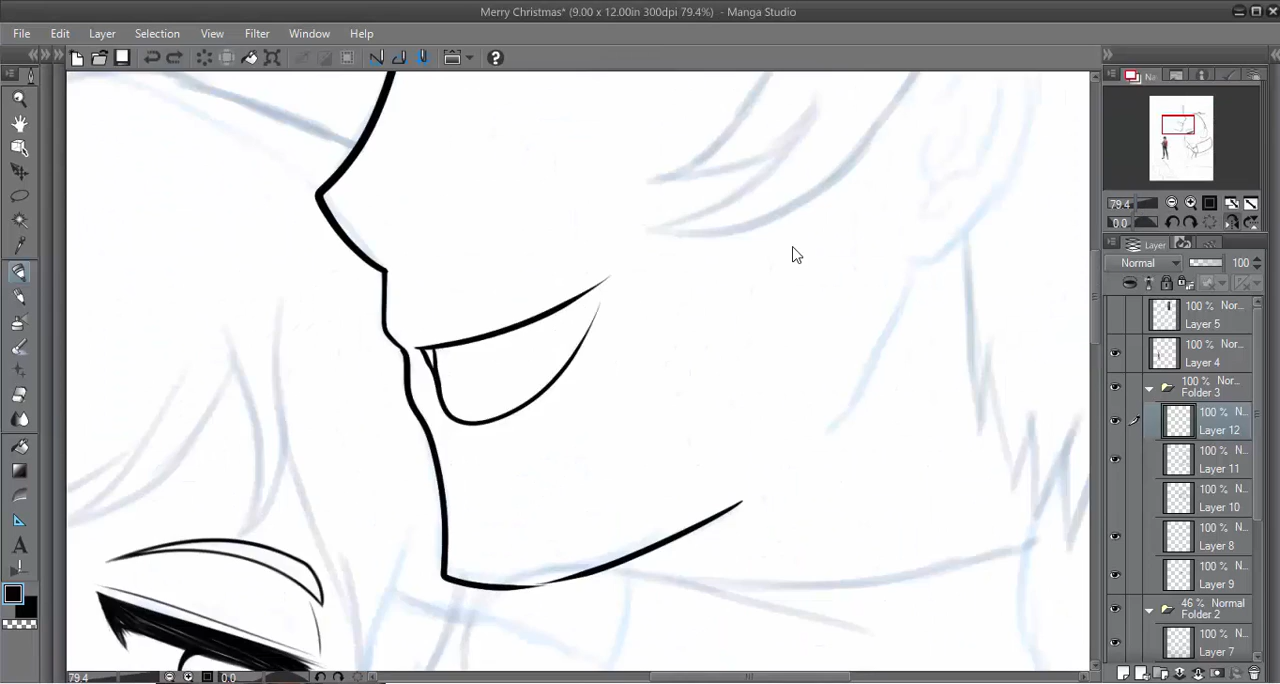 Merry Christmas* (9.00 x 12.00in 300dpi 79.4%) - Manga Studio
File Edit Layer Selection View Filter Window Help
79.4
0.0
Layer
Normal 100
100 % Nor...
Layer 5
100 % Nor...
Layer 4
100 % Nor...
Folder 3
100 % N...
Layer 12
100 % N...
Layer 11
100 % N...
Layer 10
100 % N...
Layer 8
100 % N...
Layer 9
46 % Normal
Folder 2
100 % N...
Layer 7
79.4 0.0